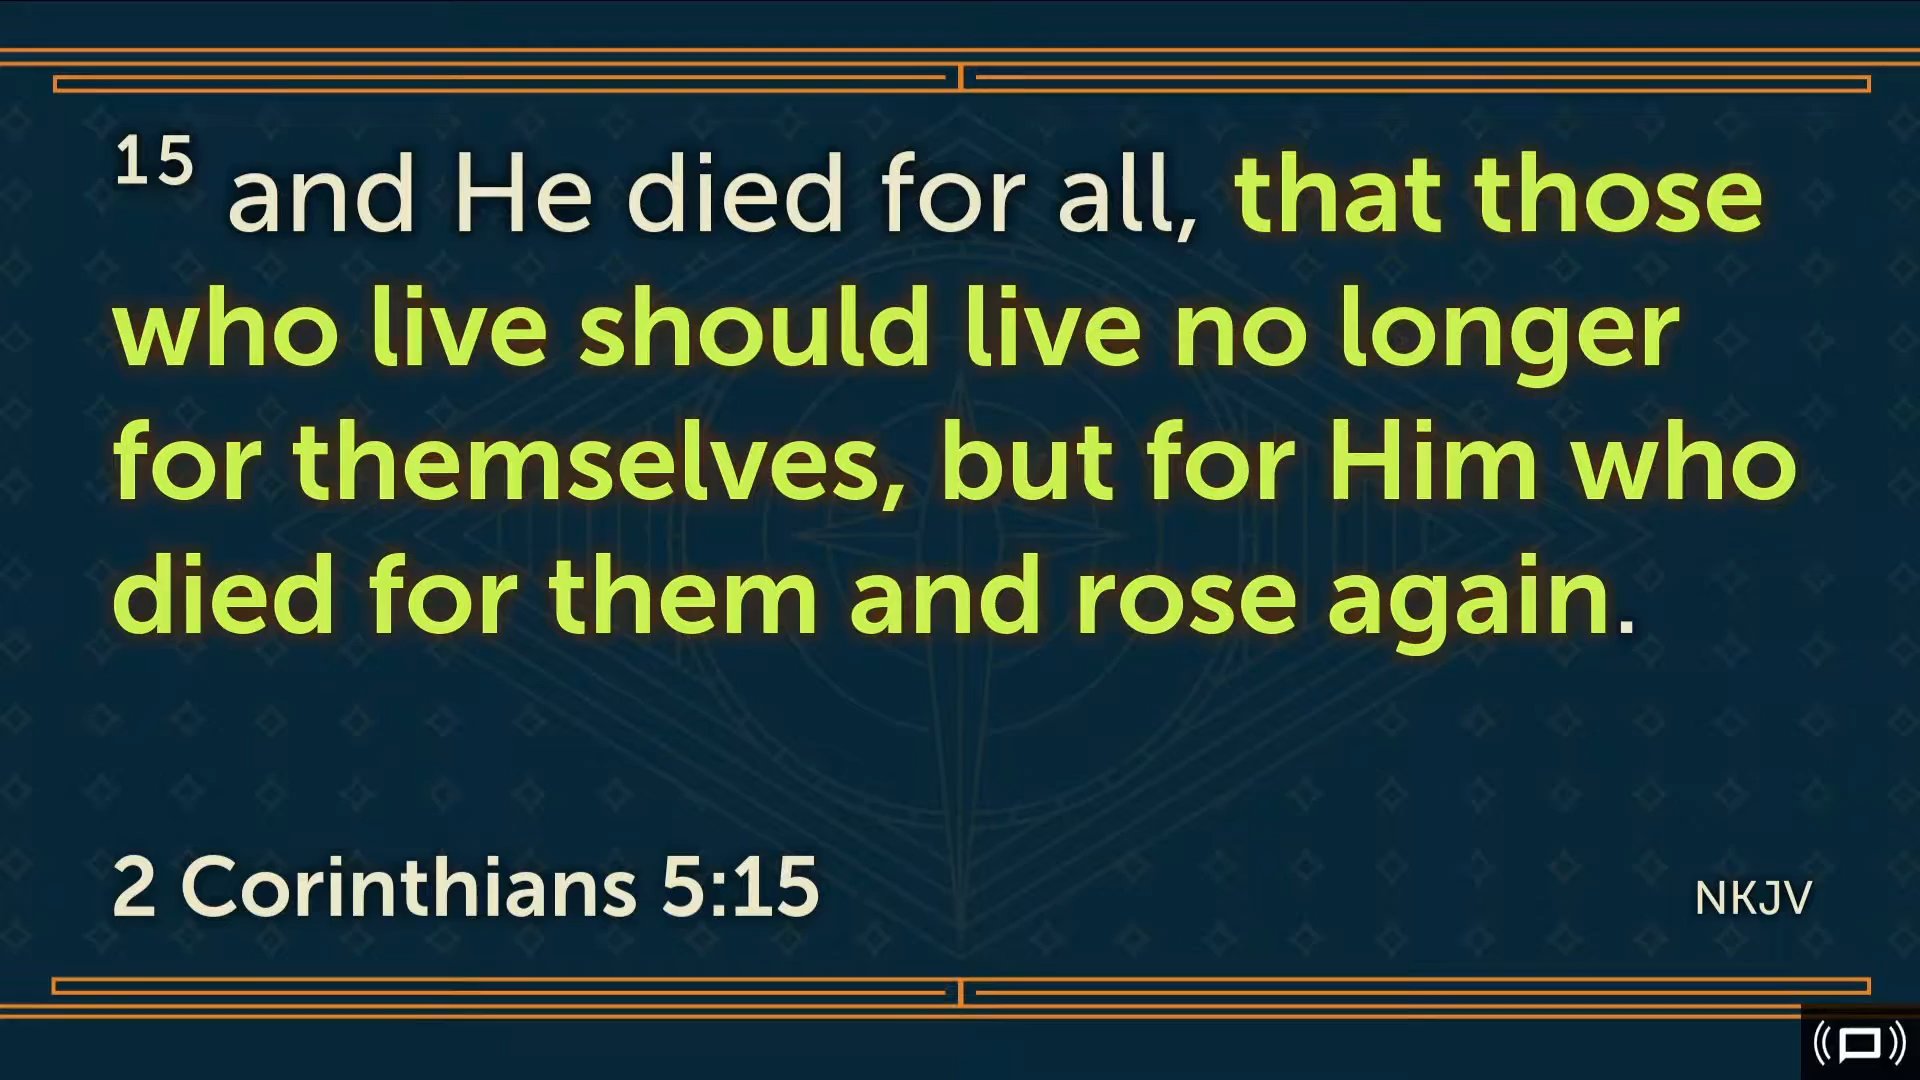 15 and He died for all, that those
who live should live no longer
for themselves, but for Him who
died for them and rose again.
2 Corinthians 5:15
NKJV